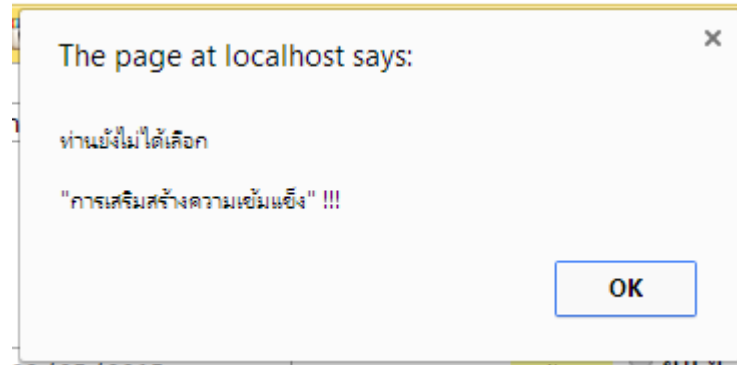 The page at localhost says:
ท่านยังไม่ได้เลือก
"การเสริมสร้างความเข้มแข็ง" !!!
OK